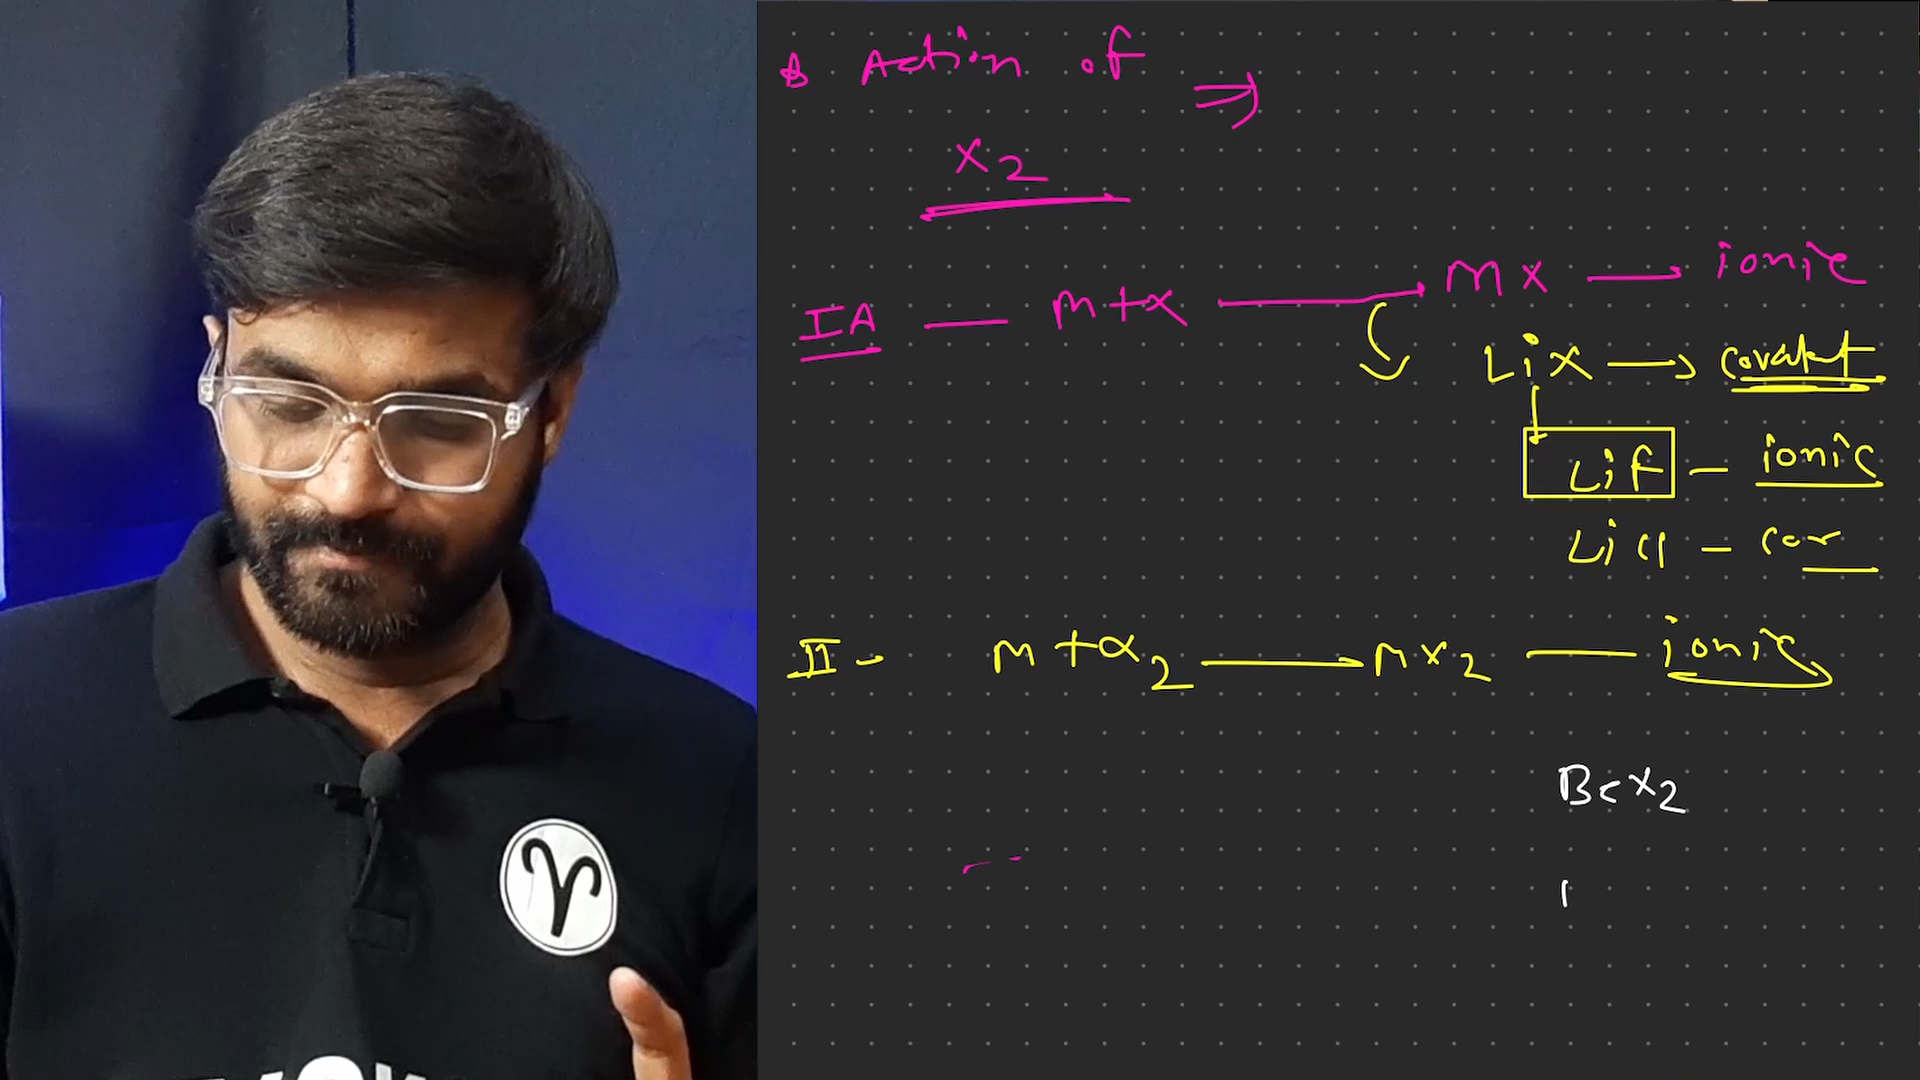 Action of ⇒
X2
IA — M + X → MX → ionic
LiX → covalent
LiF — ionic
LiCl — cov
II - M + X2 → MX2 — ionic
BeX2